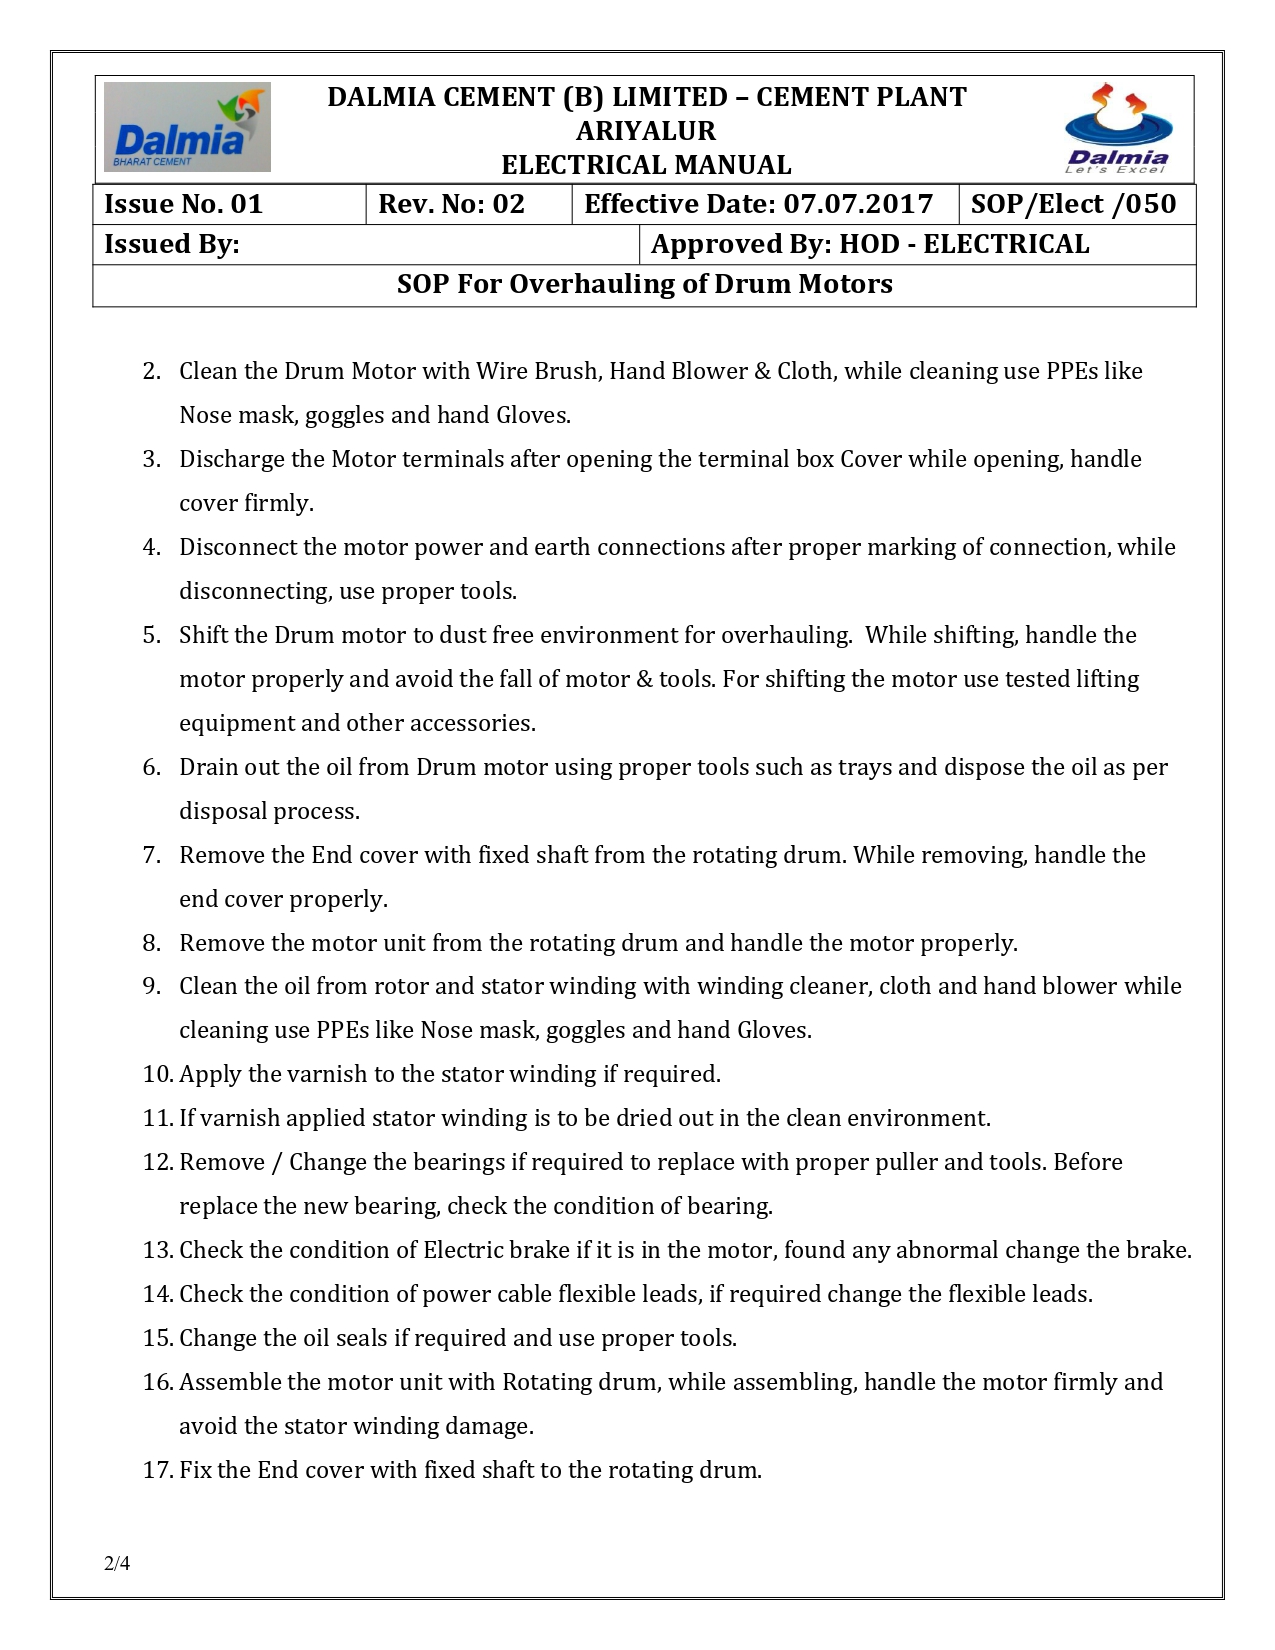 Dalmia
BHARAT CEMENT
DALMIA CEMENT (B) LIMITED – CEMENT PLANT
ARIYALUR
ELECTRICAL MANUAL
Dalmia
Let's Excel
Issue No. 01 Rev. No: 02 Effective Date: 07.07.2017 SOP/Elect /050
Issued By: Approved By: HOD - ELECTRICAL
SOP For Overhauling of Drum Motors
2. Clean the Drum Motor with Wire Brush, Hand Blower & Cloth, while cleaning use PPEs like
Nose mask, goggles and hand Gloves.
3. Discharge the Motor terminals after opening the terminal box Cover while opening, handle
cover firmly.
4. Disconnect the motor power and earth connections after proper marking of connection, while
disconnecting, use proper tools.
5. Shift the Drum motor to dust free environment for overhauling.  While shifting, handle the
motor properly and avoid the fall of motor & tools. For shifting the motor use tested lifting
equipment and other accessories.
6. Drain out the oil from Drum motor using proper tools such as trays and dispose the oil as per
disposal process.
7. Remove the End cover with fixed shaft from the rotating drum. While removing, handle the
end cover properly.
8. Remove the motor unit from the rotating drum and handle the motor properly.
9. Clean the oil from rotor and stator winding with winding cleaner, cloth and hand blower while
cleaning use PPEs like Nose mask, goggles and hand Gloves.
10. Apply the varnish to the stator winding if required.
11. If varnish applied stator winding is to be dried out in the clean environment.
12. Remove / Change the bearings if required to replace with proper puller and tools. Before
replace the new bearing, check the condition of bearing.
13. Check the condition of Electric brake if it is in the motor, found any abnormal change the brake.
14. Check the condition of power cable flexible leads, if required change the flexible leads.
15. Change the oil seals if required and use proper tools.
16. Assemble the motor unit with Rotating drum, while assembling, handle the motor firmly and
avoid the stator winding damage.
17. Fix the End cover with fixed shaft to the rotating drum.
2/4